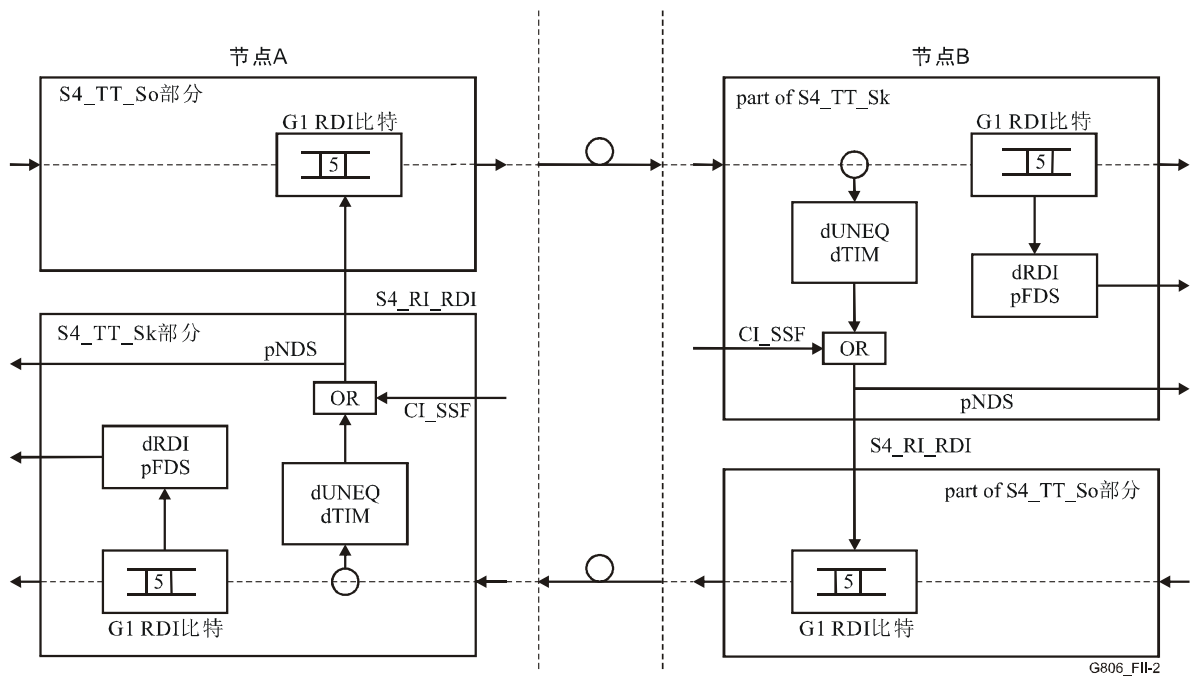 节点A
节点B
S4_TT_So部分
G1 RDI比特
5
part of S4_TT_Sk
G1 RDI比特
5
dUNEQ
dTIM
dRDI
pFDS
CI_SSF
OR
pNDS
S4_RI_RDI
S4_RI_RDI
S4_TT_Sk部分
pNDS
OR
CI_SSF
dRDI
pFDS
dUNEQ
dTIM
5
G1 RDI比特
part of S4_TT_So部分
5
G1 RDI比特
G806_FII-2